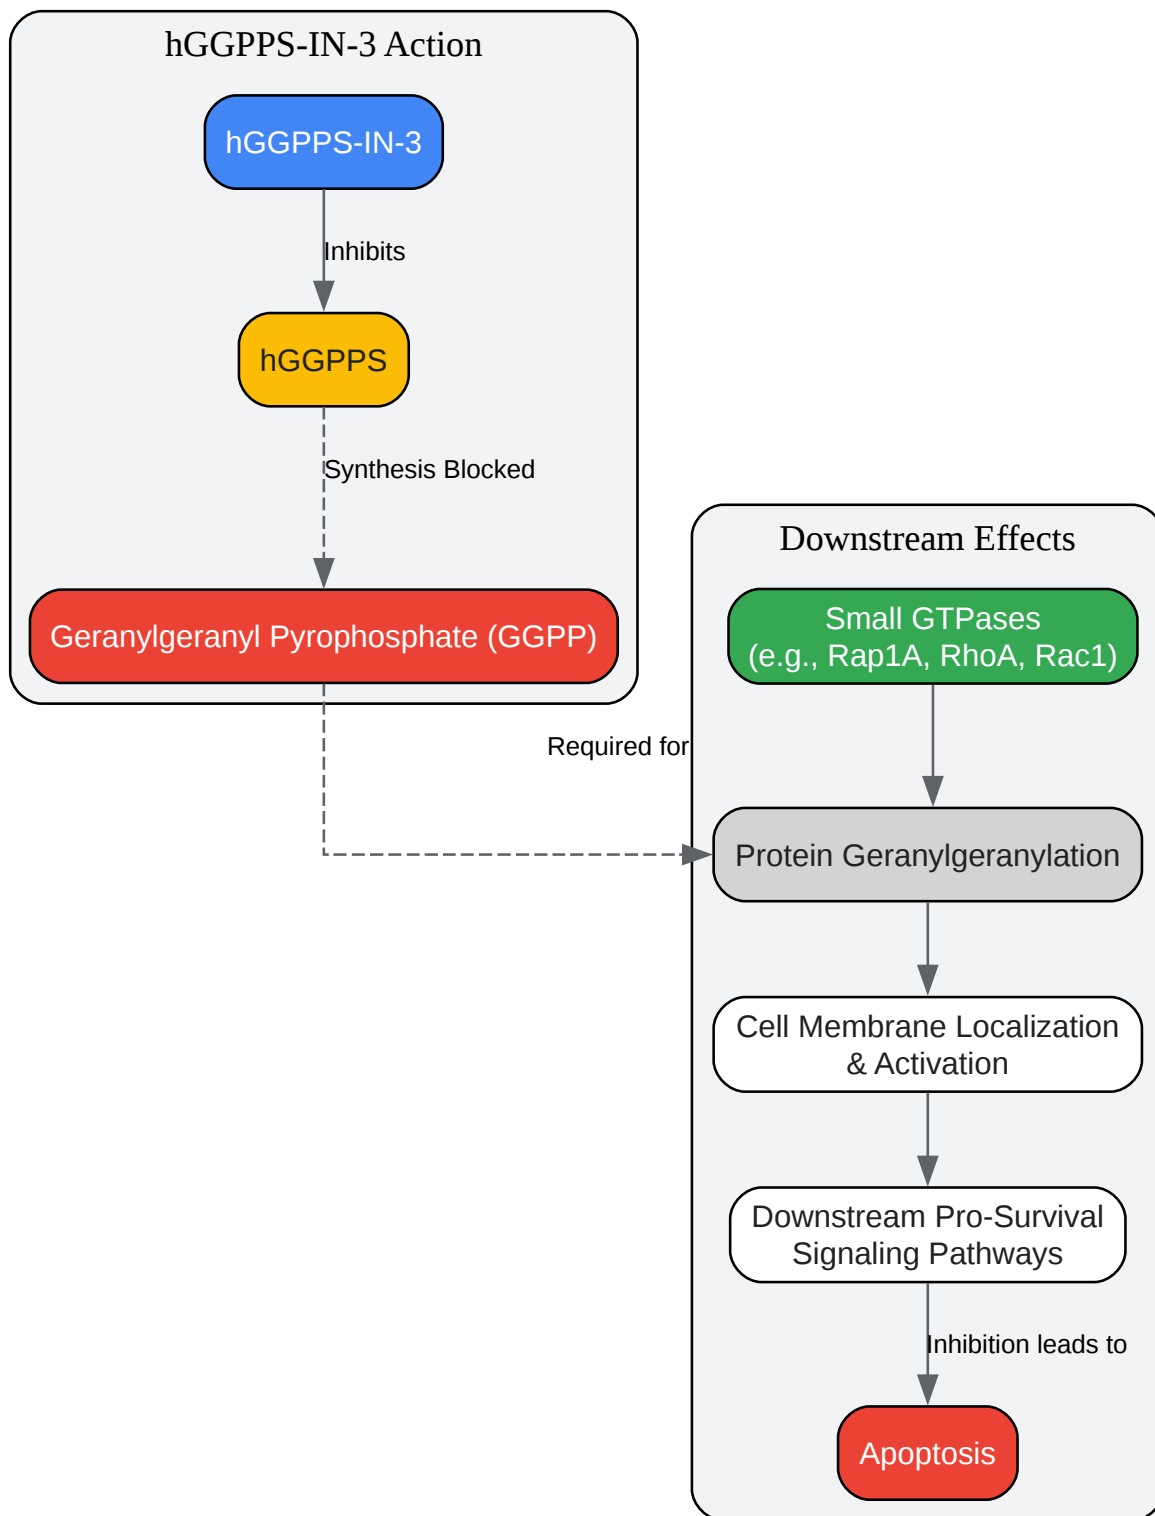 hGGPPS-IN-3 Action
hGGPPS-IN-3
Inhibits
hGGPPS
Synthesis Blocked
Geranylgeranyl Pyrophosphate (GGPP)
Required for
Downstream Effects
Small GTPases
(e.g., Rap1A, RhoA, Rac1)
Protein Geranylgeranylation
Cell Membrane Localization
& Activation
Downstream Pro-Survival
Signaling Pathways
Inhibition leads to
Apoptosis